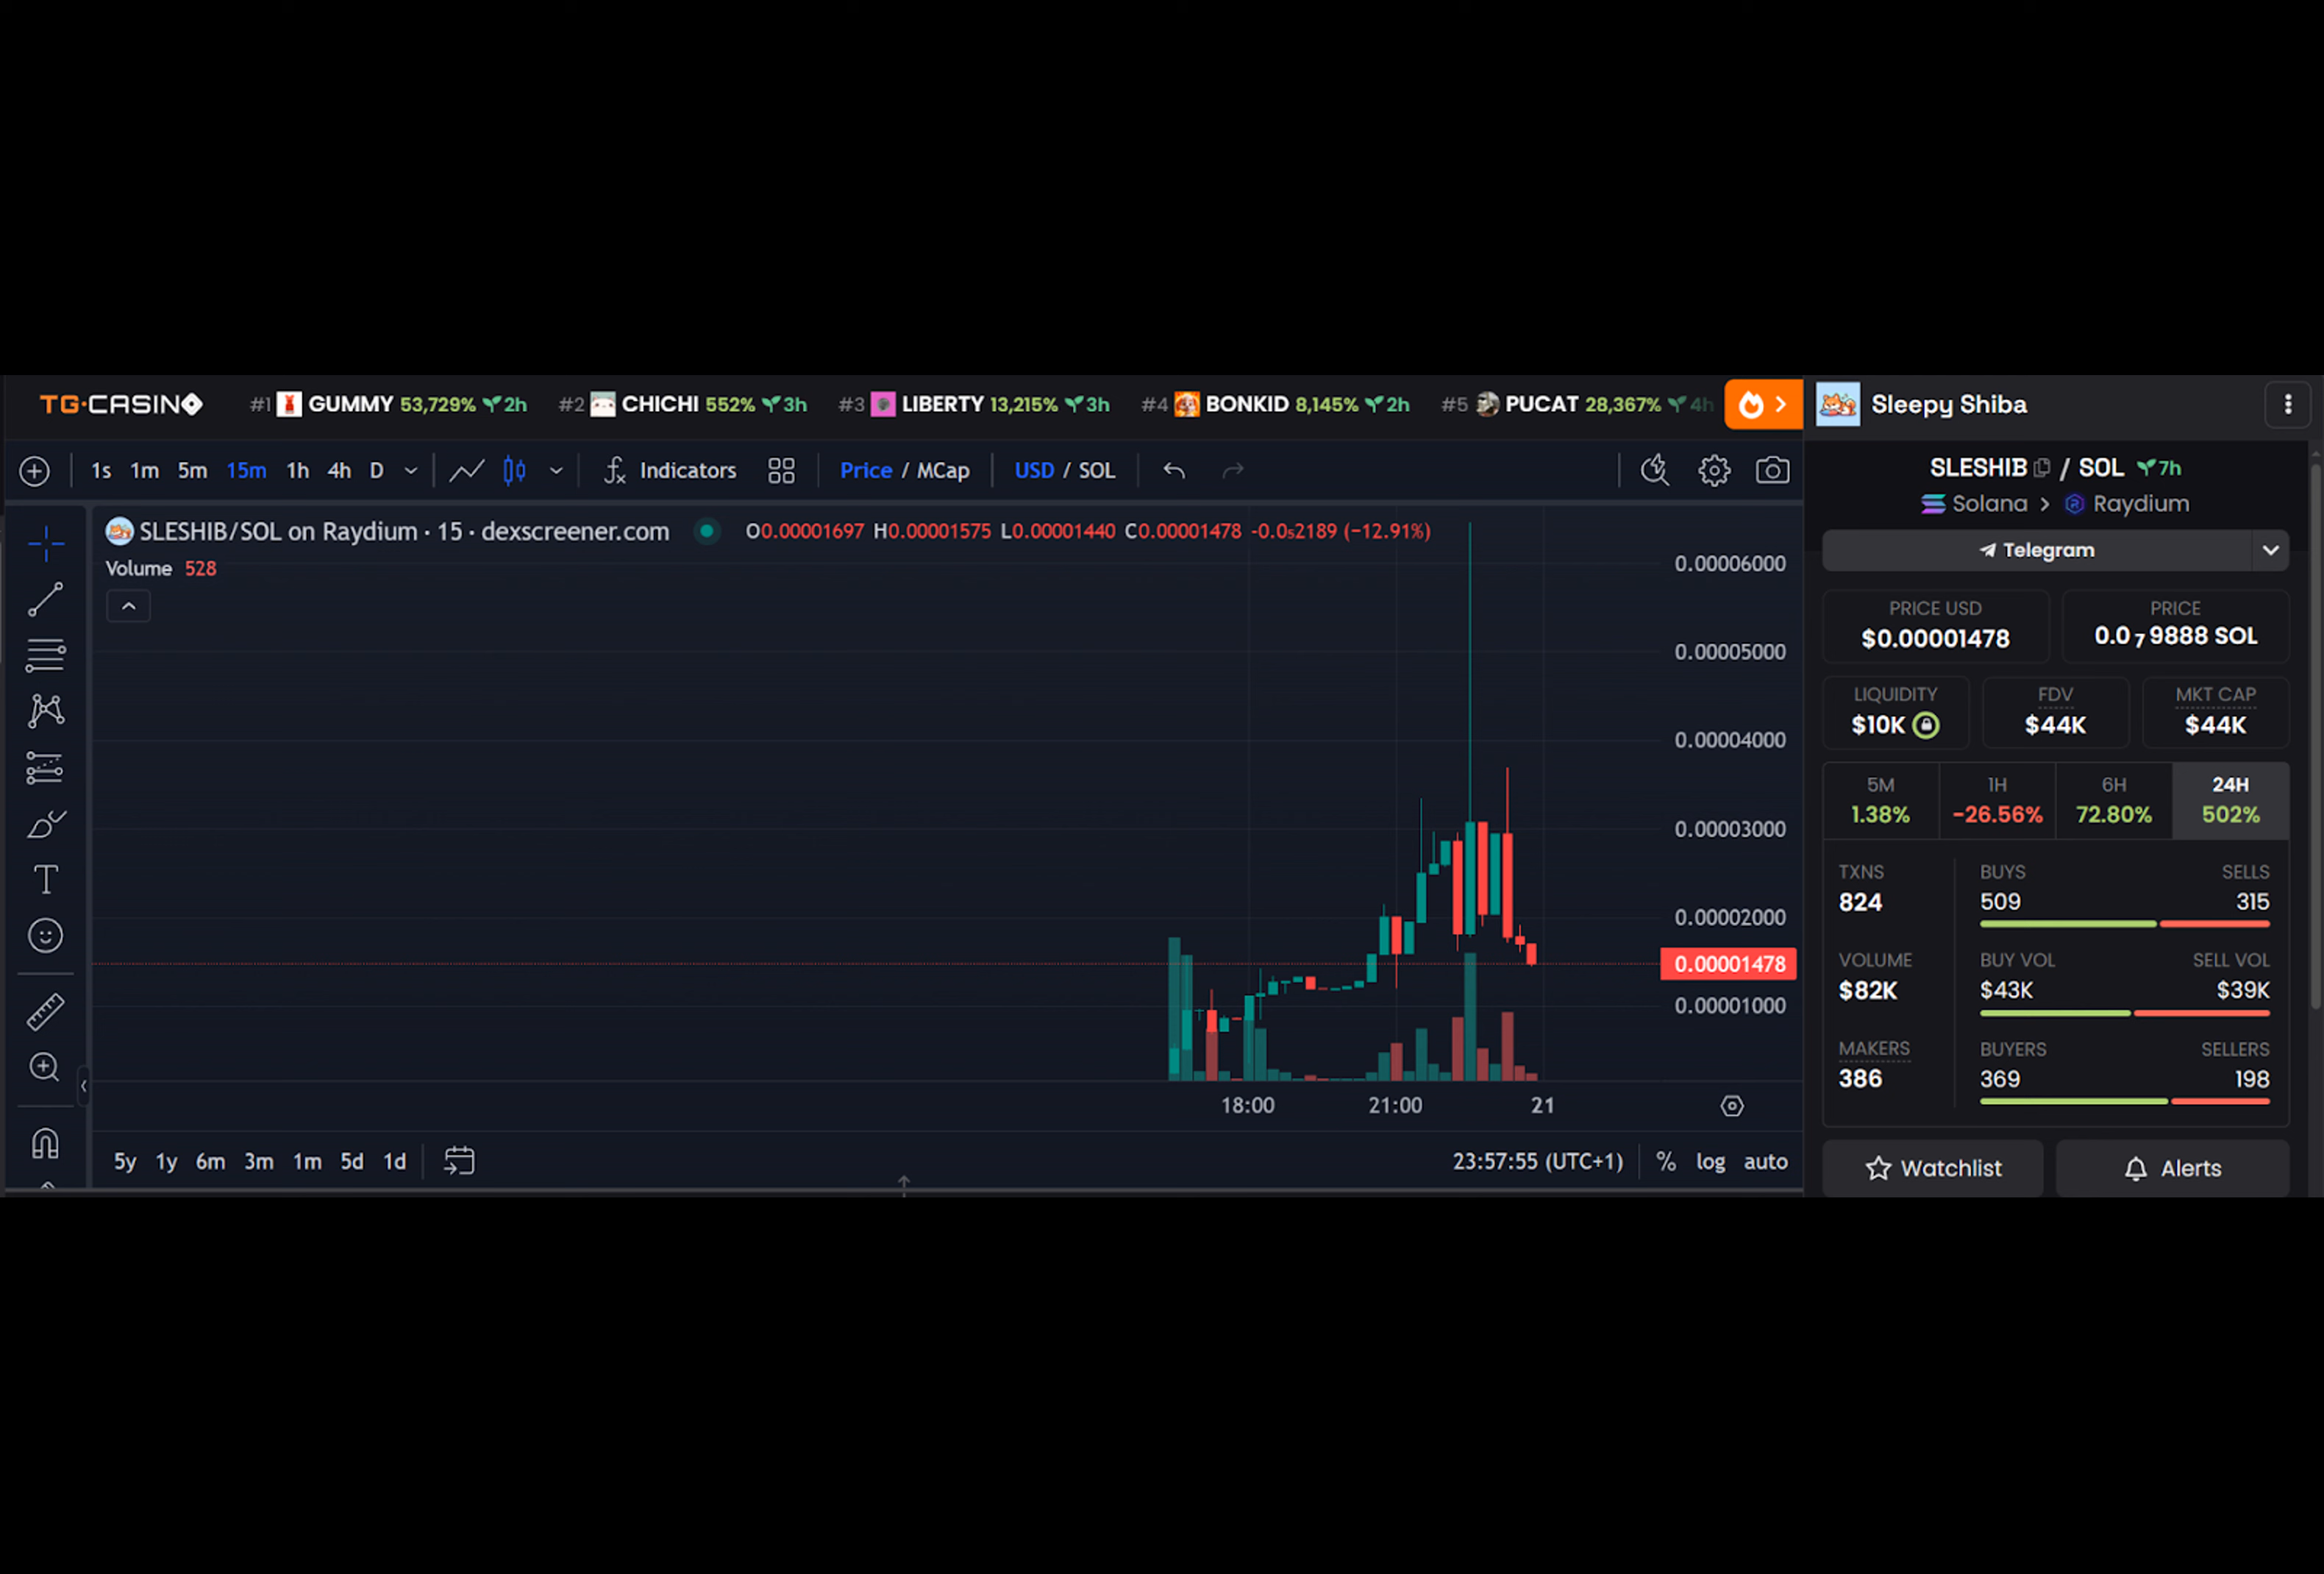 TG·CASINO #1 GUMMY 53,729% 2h #2 CHICHI 552% 3h #3 LIBERTY 13,215% 3h #4 BONKID 8,145% 2h #5 PUCAT 28,367% 4h
Sleepy Shiba
1s 1m 5m 15m 1h 4h D Indicators Price / MCap USD / SOL
SLESHIB / SOL 7h
Solana > Raydium
SLESHIB/SOL on Raydium · 15 · dexscreener.com O0.00001697 H0.00001575 L0.00001440 C0.00001478 -0.0₅2189 (−12.91%)
Volume 528
Telegram
0.00006000
0.00005000
0.00004000
0.00003000
0.00002000
0.00001478
0.00001000
18:00 21:00 21
5y 1y 6m 3m 1m 5d 1d 23:57:55 (UTC+1) % log auto
PRICE USD PRICE
$0.00001478 0.0₇9888 SOL
LIQUIDITY FDV MKT CAP
$10K $44K $44K
5M 1H 6H 24H
1.38% -26.56% 72.80% 502%
TXNS BUYS SELLS
824 509 315
VOLUME BUY VOL SELL VOL
$82K $43K $39K
MAKERS BUYERS SELLERS
386 369 198
Watchlist Alerts